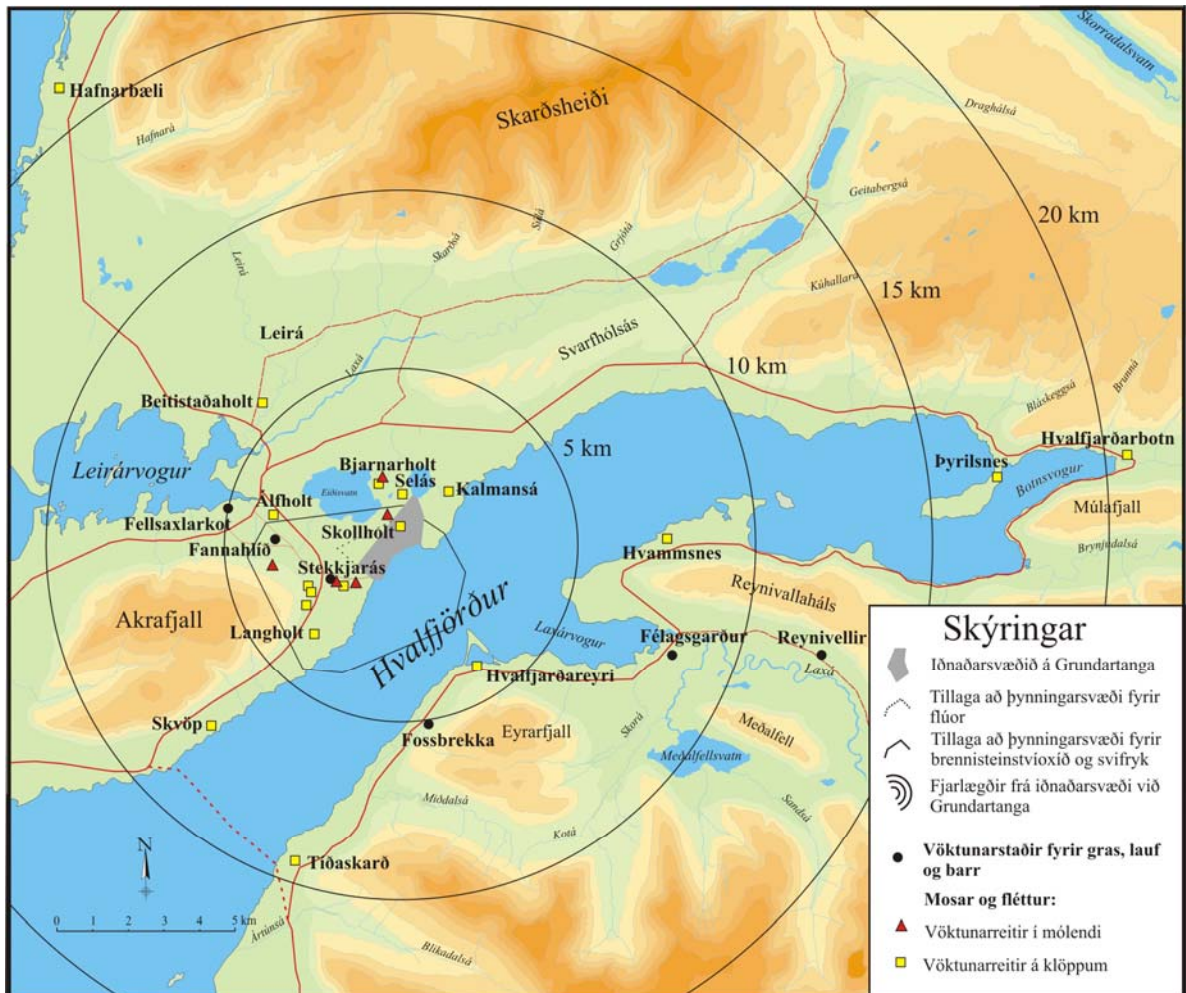 Skorradalsvatn
Hafnarbæli
Skarðsheiði
Draghálsá
Hafnará
Geitabergsá
20 km
Skarðsá
Grjótá
Leirá
Kúhallará
15 km
Svarfhólsás
Leirá
Laxá
10 km
Brunná
Bláskeggsá
Beitistaðaholt
5 km
Hvalfjarðarbotn
Leirárvogur
Bjarnarholt
Selás
Þyrilsnes
Botnsvogur
Eiðisvatn
Kalmansá
Álfholt
Múlafjall
Fellsaxlarkot
Skollholt
Fannahlíð
Hvammsnes
Brynjudalsá
Stekkjarás
Reynivallaháls
Akrafjall
Langholt
Hvalfjörður
Laxárvogur
Félagsgarður
Reynivellir
Laxá
Hvalfjarðareyri
Skvöp
Fossbrekka
Eyrarfjall
Skorá
Meðalfell
Meðalfellsvatn
Miðdalsá
Sandsá
Kotá
N
Tíðaskarð
0 1 2 3 4 5 km
Ártúnsá
Blikadalsá
Skýringar
Iðnaðarsvæðið á Grundartanga
Tillaga að þynningarsvæði fyrir
flúor
Tillaga að þynningarsvæði fyrir
brennisteinstvioxíð og svifryk
Fjarlægðir frá iðnaðarsvæði við
Grundartanga
Vöktunarstaðir fyrir gras, lauf
og barr
Mosar og fléttur:
Vöktunarreitir í mólendi
Vöktunarreitir á klöppum